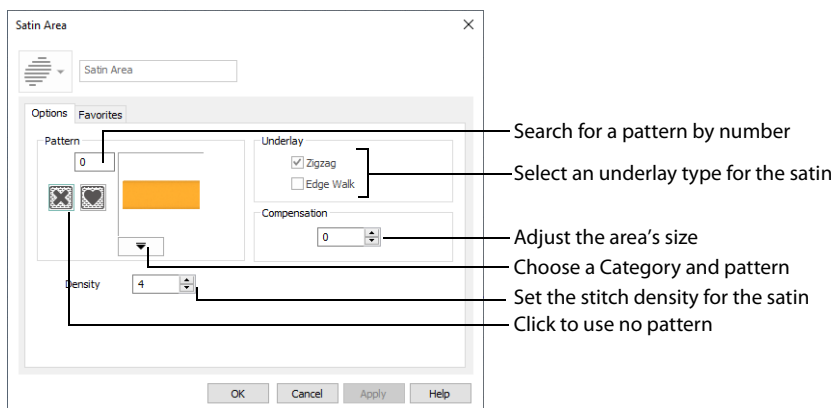 Satin Area
Satin Area
Options Favorites
Pattern
0
Underlay
Zigzag
Edge Walk
Compensation
0
Density 4
OK Cancel Apply Help
Search for a pattern by number
Select an underlay type for the satin
Adjust the area's size
Choose a Category and pattern
Set the stitch density for the satin
Click to use no pattern